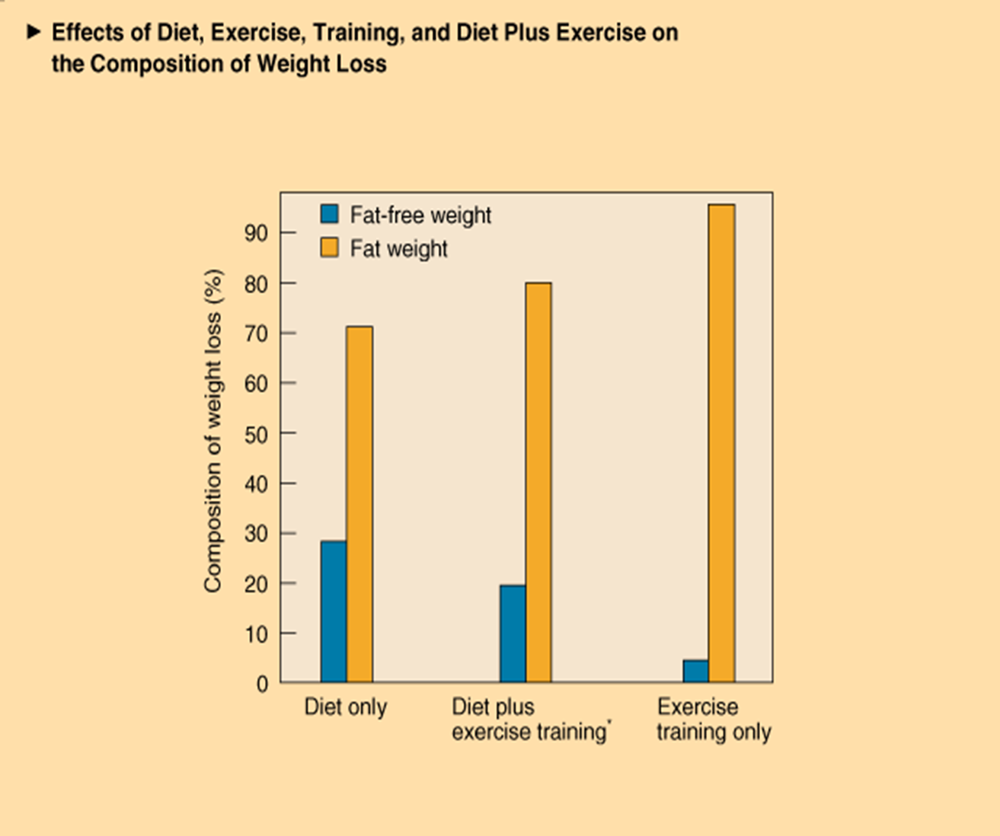 ▶ Effects of Diet, Exercise, Training, and Diet Plus Exercise on
the Composition of Weight Loss
Fat-free weight
Fat weight
Composition of weight loss (%)
90
80
70
60
50
40
30
20
10
0
Diet only
Diet plus
exercise training*
Exercise
training only